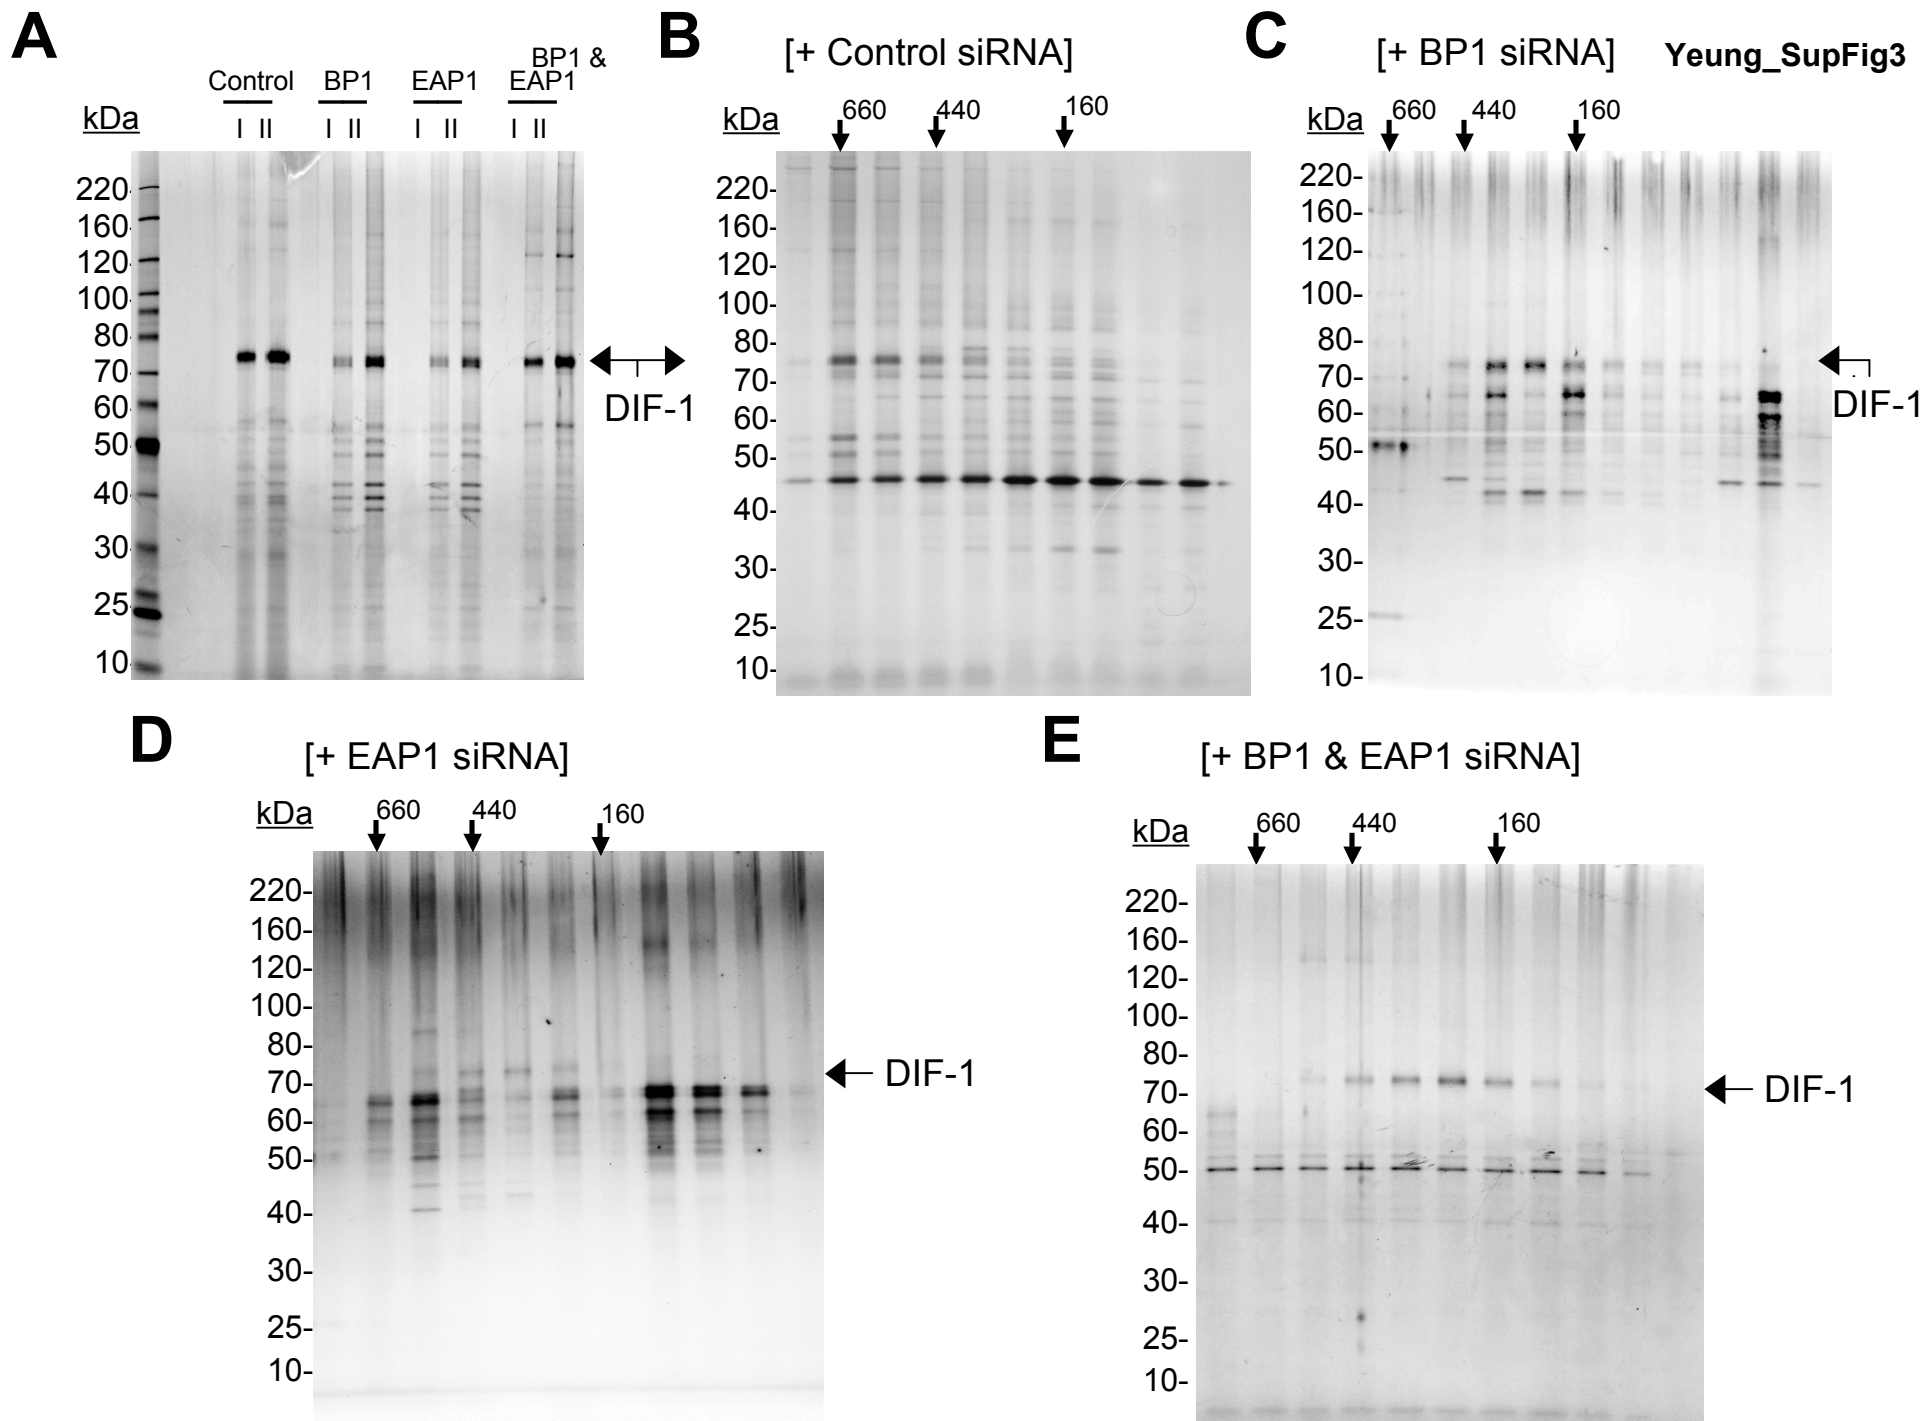 A
Control
BP1
EAP1
BP1 &
EAP1
kDa
I II
I II
I II
I II
220-
160-
120-
100-
80-
70-
60-
50-
40-
30-
25-
10-
DIF-1
B
[+ Control siRNA]
kDa
660
440
160
220-
160-
120-
100-
80-
70-
60-
50-
40-
30-
25-
10-
C
[+ BP1 siRNA]
Yeung_SupFig3
kDa
660
440
160
220-
160-
120-
100-
80-
70-
60-
50-
40-
30-
25-
10-
DIF-1
D
[+ EAP1 siRNA]
kDa
660
440
160
220-
160-
120-
100-
80-
70-
60-
50-
40-
30-
25-
10-
DIF-1
E
[+ BP1 & EAP1 siRNA]
kDa
660
440
160
220-
160-
120-
100-
80-
70-
60-
50-
40-
30-
25-
10-
DIF-1